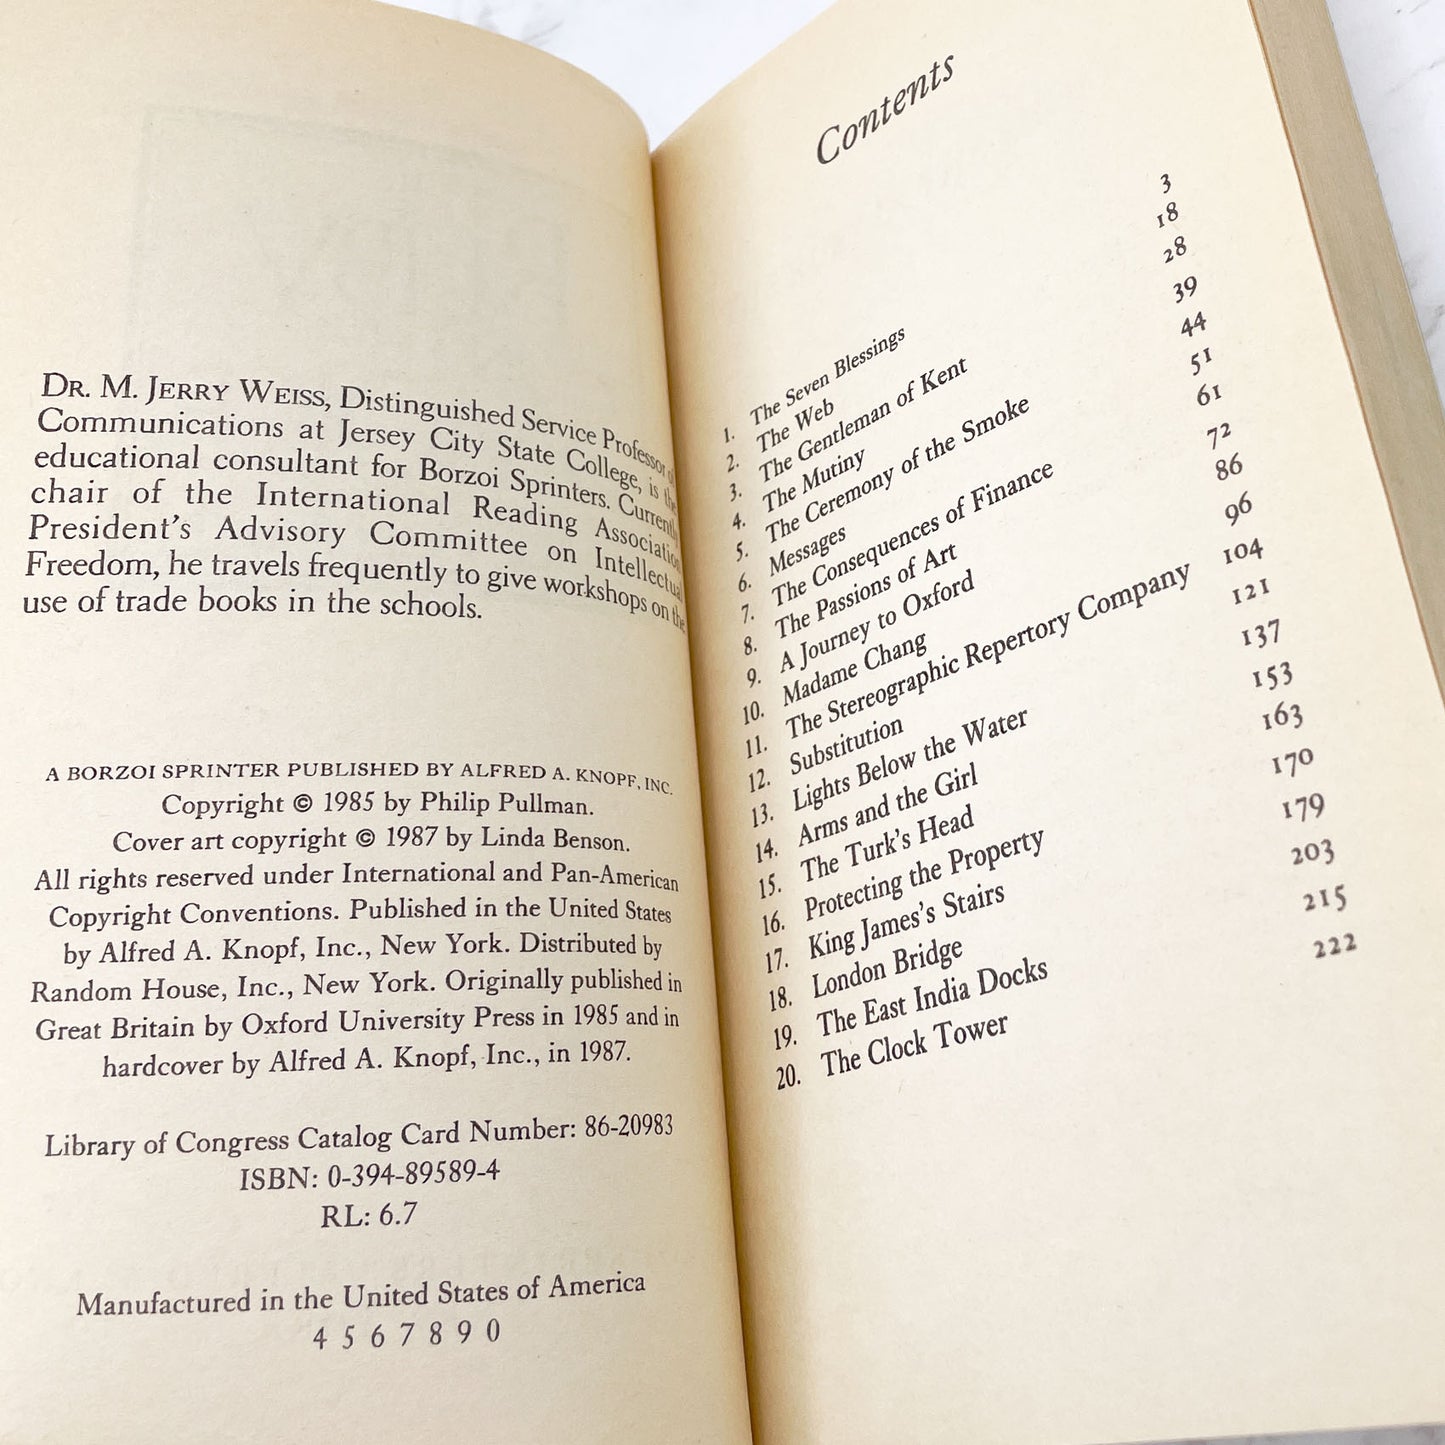 DR. M. JERRY WEISS, Distinguished Service Professor of
Communications at Jersey City State College, is the
educational consultant for Borzoi Sprinters. Currently
chair of the International Reading Association
President's Advisory Committee on Intellectual
Freedom, he travels frequently to give workshops on the
use of trade books in the schools.
A BORZOI SPRINTER PUBLISHED BY ALFRED A. KNOPF, INC.
Copyright © 1985 by Philip Pullman.
Cover art copyright © 1987 by Linda Benson.
All rights reserved under International and Pan-American
Copyright Conventions. Published in the United States
by Alfred A. Knopf, Inc., New York. Distributed by
Random House, Inc., New York. Originally published in
Great Britain by Oxford University Press in 1985 and in
hardcover by Alfred A. Knopf, Inc., in 1987.
Library of Congress Catalog Card Number: 86-20983
ISBN: 0-394-89589-4
RL: 6.7
Manufactured in the United States of America
4 5 6 7 8 9 0
Contents
1. The Seven Blessings 3
2. The Web 18
3. The Gentleman of Kent 28
4. The Mutiny 39
5. The Ceremony of the Smoke 44
6. Messages 51
7. The Consequences of Finance 61
8. The Passions of Art 72
9. A Journey to Oxford 86
10. Madame Chang 96
11. The Stereographic Repertory Company 104
12. Substitution 121
13. Lights Below the Water 137
14. Arms and the Girl 153
15. The Turk's Head 163
16. Protecting the Property 170
17. King James's Stairs 179
18. London Bridge 203
19. The East India Docks 215
20. The Clock Tower 222